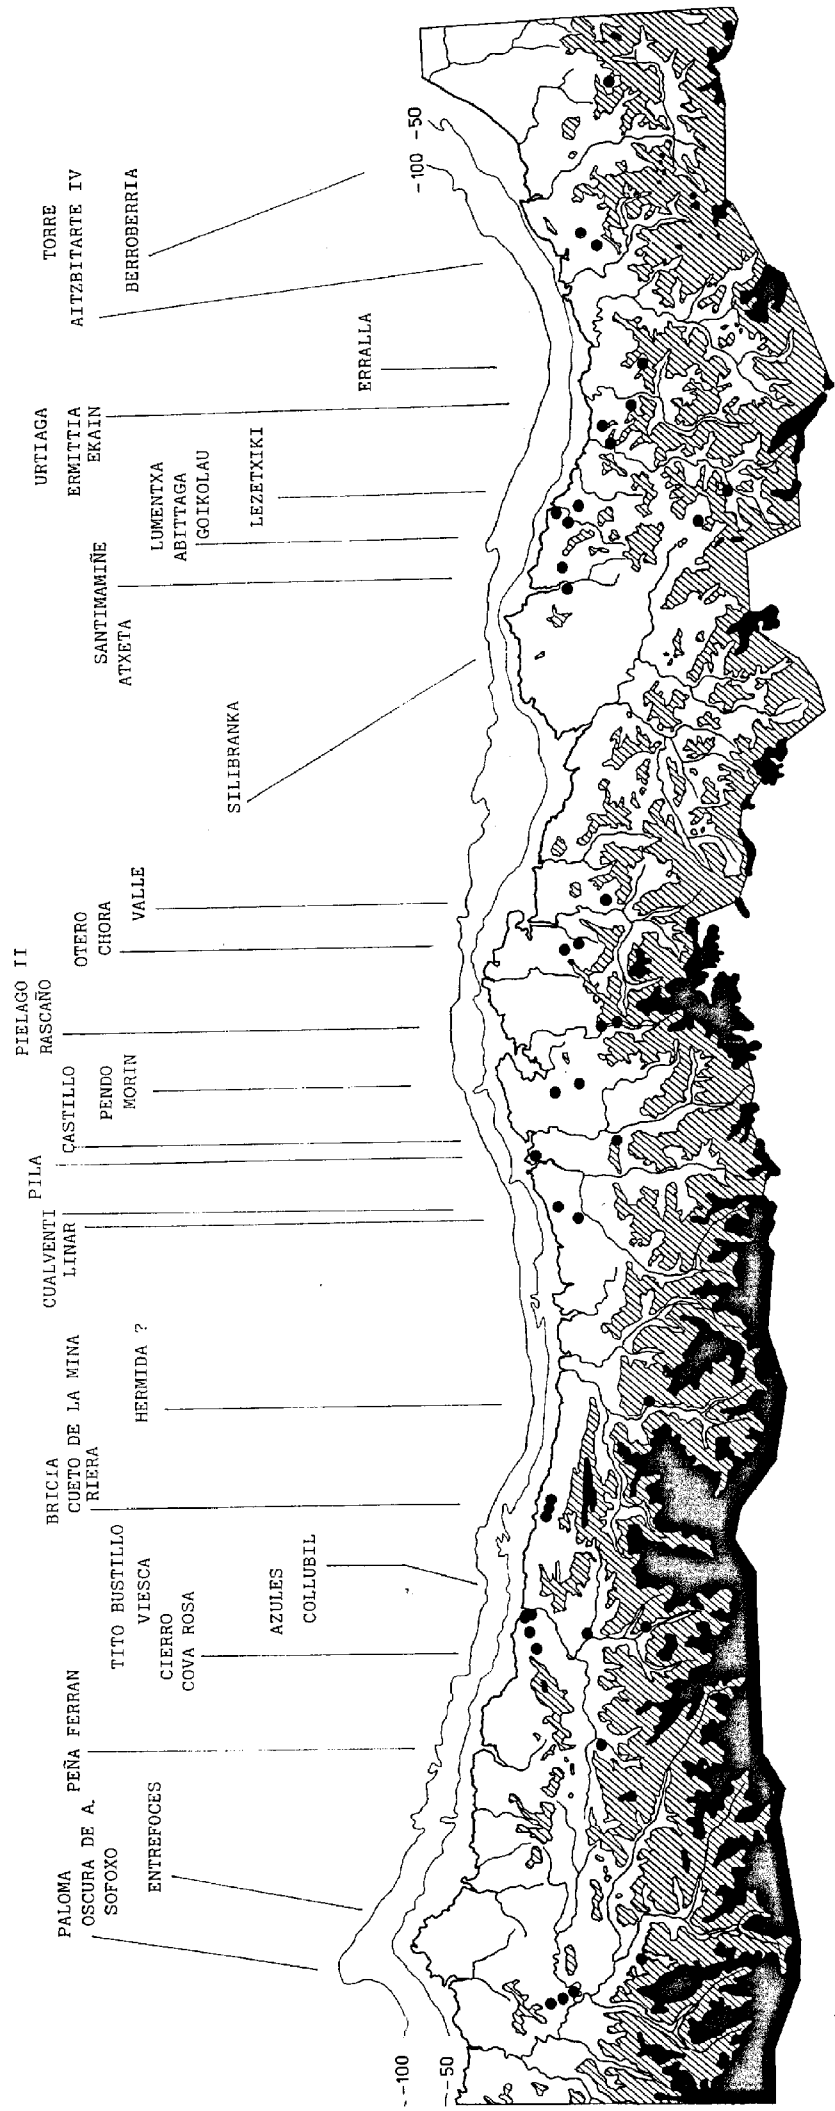 PALOMA
OSCURA DE A.
SOFOXO
ENTREFOCES
PEÑA FERRAN
TITO BUSTILLO
VIESCA
CIERRO
COVA ROSA
AZULES
COLLUBIL
BRICIA
CUETO DE LA MINA
RIERA
HERMIDA ?
CUALVENTI
LINAR
PILA
CASTILLO
PENDO
MORIN
PIELAGO II
RASCAÑO
OTERO
CHORA
VALLE
SILIBRANKA
SANTIMAMIÑE
ATXETA
LUMENTXA
ABITTAGA
GOIKOLAU
LEZETXIKI
URTIAGA
ERMITTIA
EKAIN
ERRALLA
TORRE
AITZBITARTE IV
BERROBERRIA
-100
-50
-100
-50